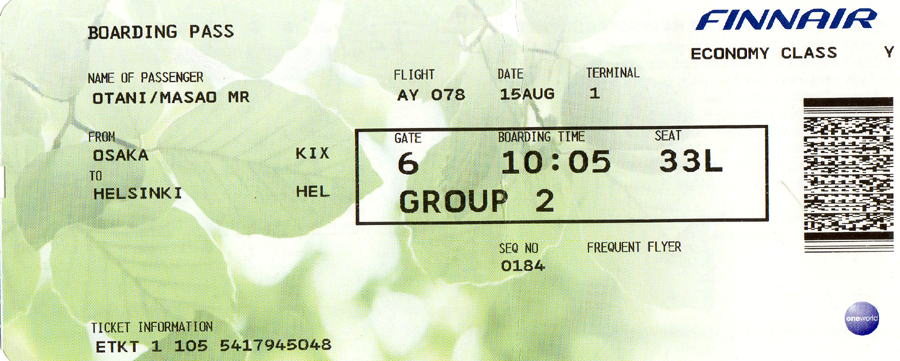 BOARDING PASS
FINNAIR
ECONOMY CLASS Y
NAME OF PASSENGER
OTANI/MASAO MR
FLIGHT DATE TERMINAL
AY 078 15AUG 1
FROM
OSAKA KIX
TO
HELSINKI HEL
GATE BOARDING TIME SEAT
6 10:05 33L
GROUP 2
SEQ NO FREQUENT FLYER
0184
TICKET INFORMATION
ETKT 1 105 5417945048
oneworld